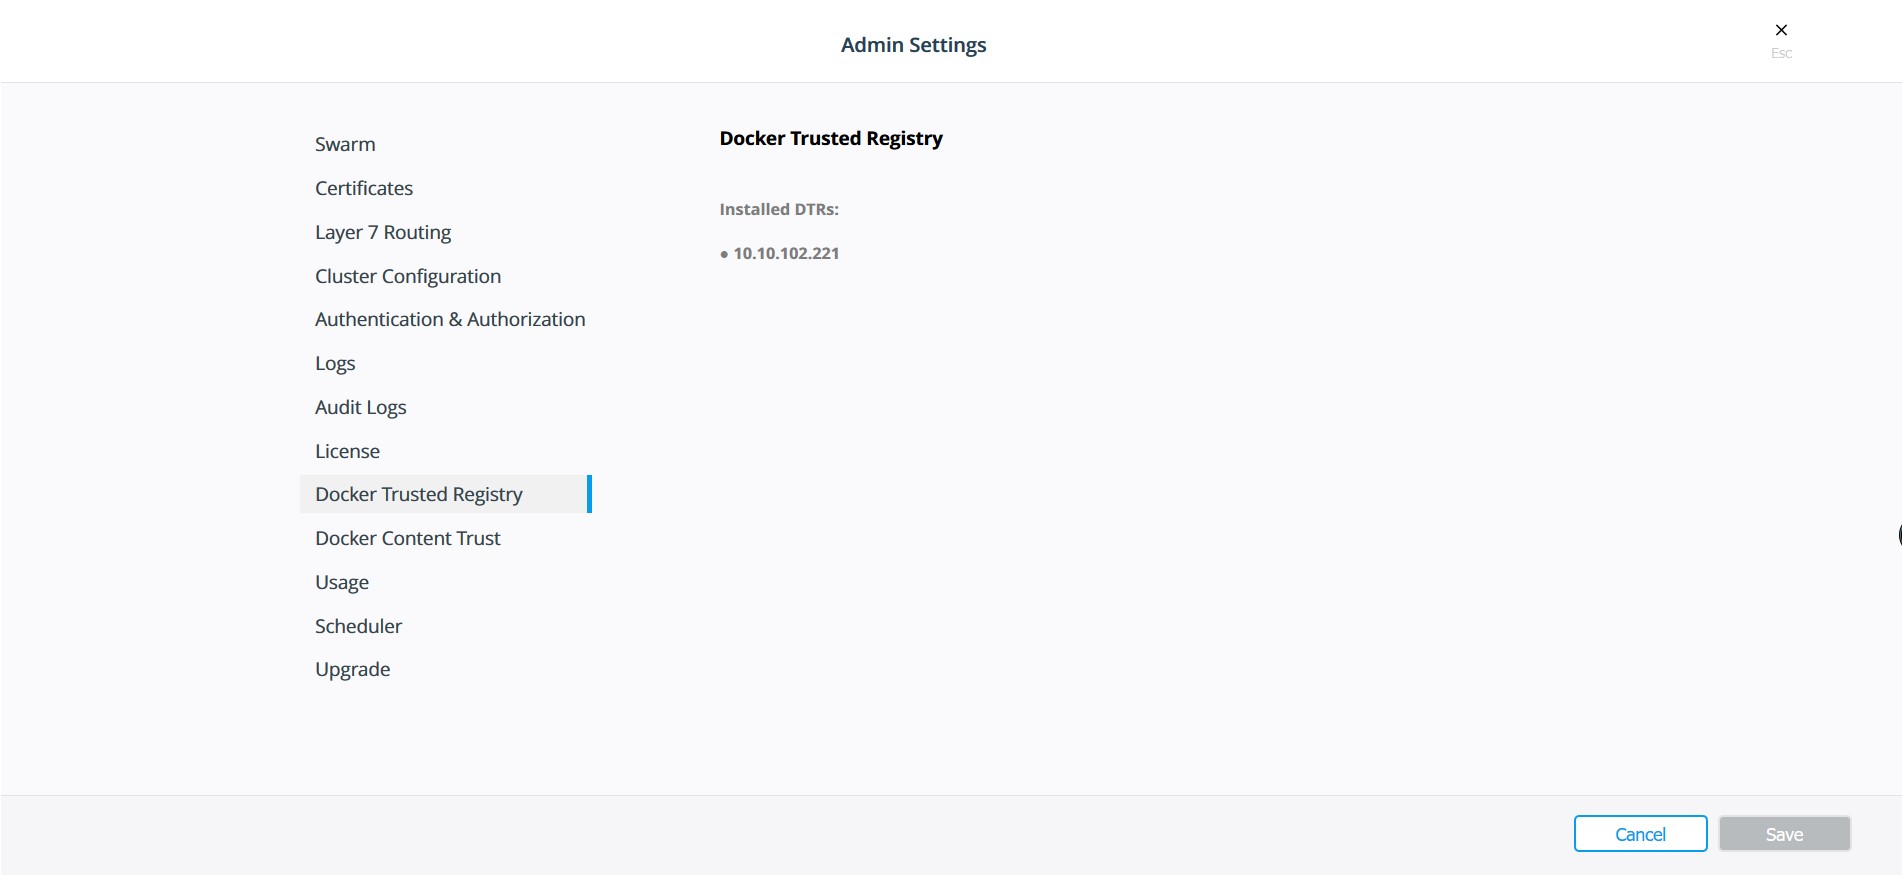 Admin Settings
Esc
Swarm
Certificates
Layer 7 Routing
Cluster Configuration
Authentication & Authorization
Logs
Audit Logs
License
Docker Trusted Registry
Docker Content Trust
Usage
Scheduler
Upgrade
Docker Trusted Registry
Installed DTRs:
● 10.10.102.221
Cancel
Save